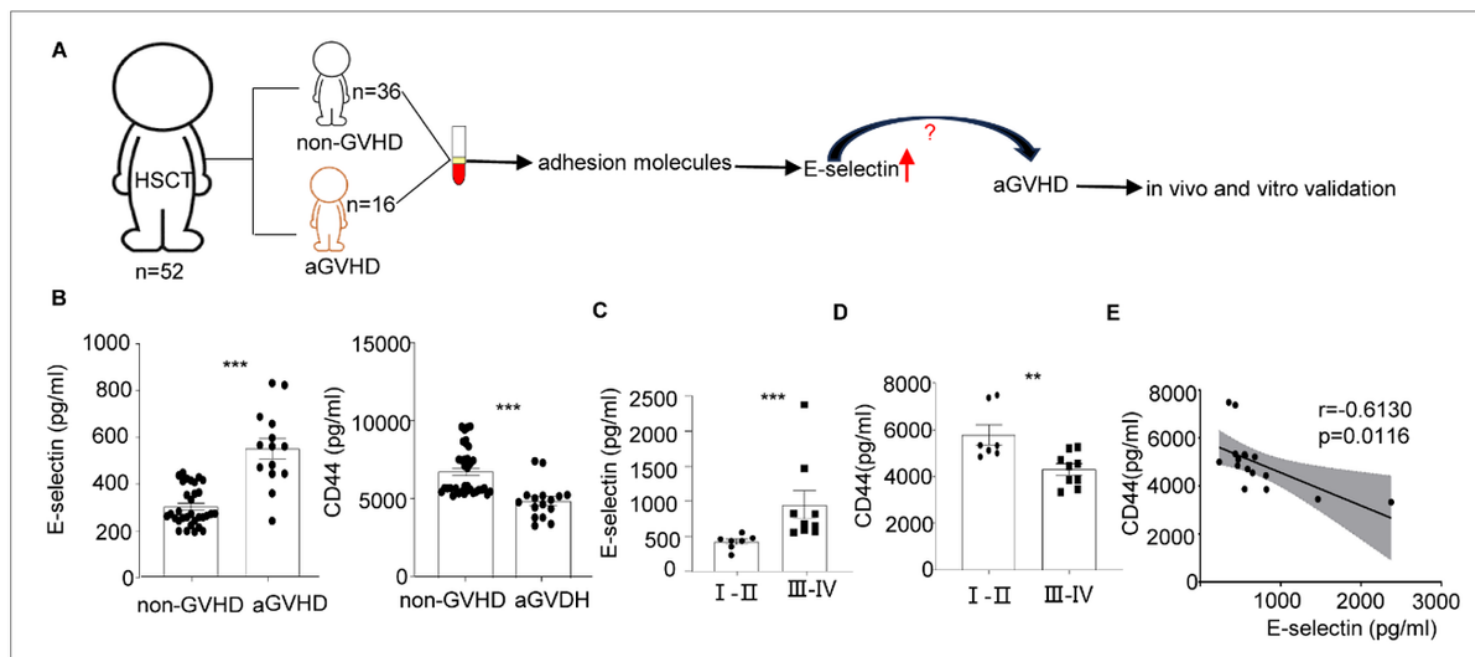 A
HSCT
n=52
n=36
non-GVHD
n=16
aGVHD
adhesion molecules
E-selectin
?
aGVHD
in vivo and vitro validation
B
E-selectin (pg/ml)
1000
800
600
400
200
0
***
non-GVHD
aGVHD
CD44 (pg/ml)
15000
10000
5000
0
***
non-GVHD
aGVDH
C
E-selectin (pg/ml)
2500
2000
1500
1000
500
0
***
Ⅰ-Ⅱ
Ⅲ-Ⅳ
D
CD44(pg/ml)
8000
6000
4000
2000
0
**
Ⅰ-Ⅱ
Ⅲ-Ⅳ
E
CD44(pg/ml)
8000
6000
4000
2000
0
r=-0.6130
p=0.0116
1000
2000
3000
E-selectin (pg/ml)